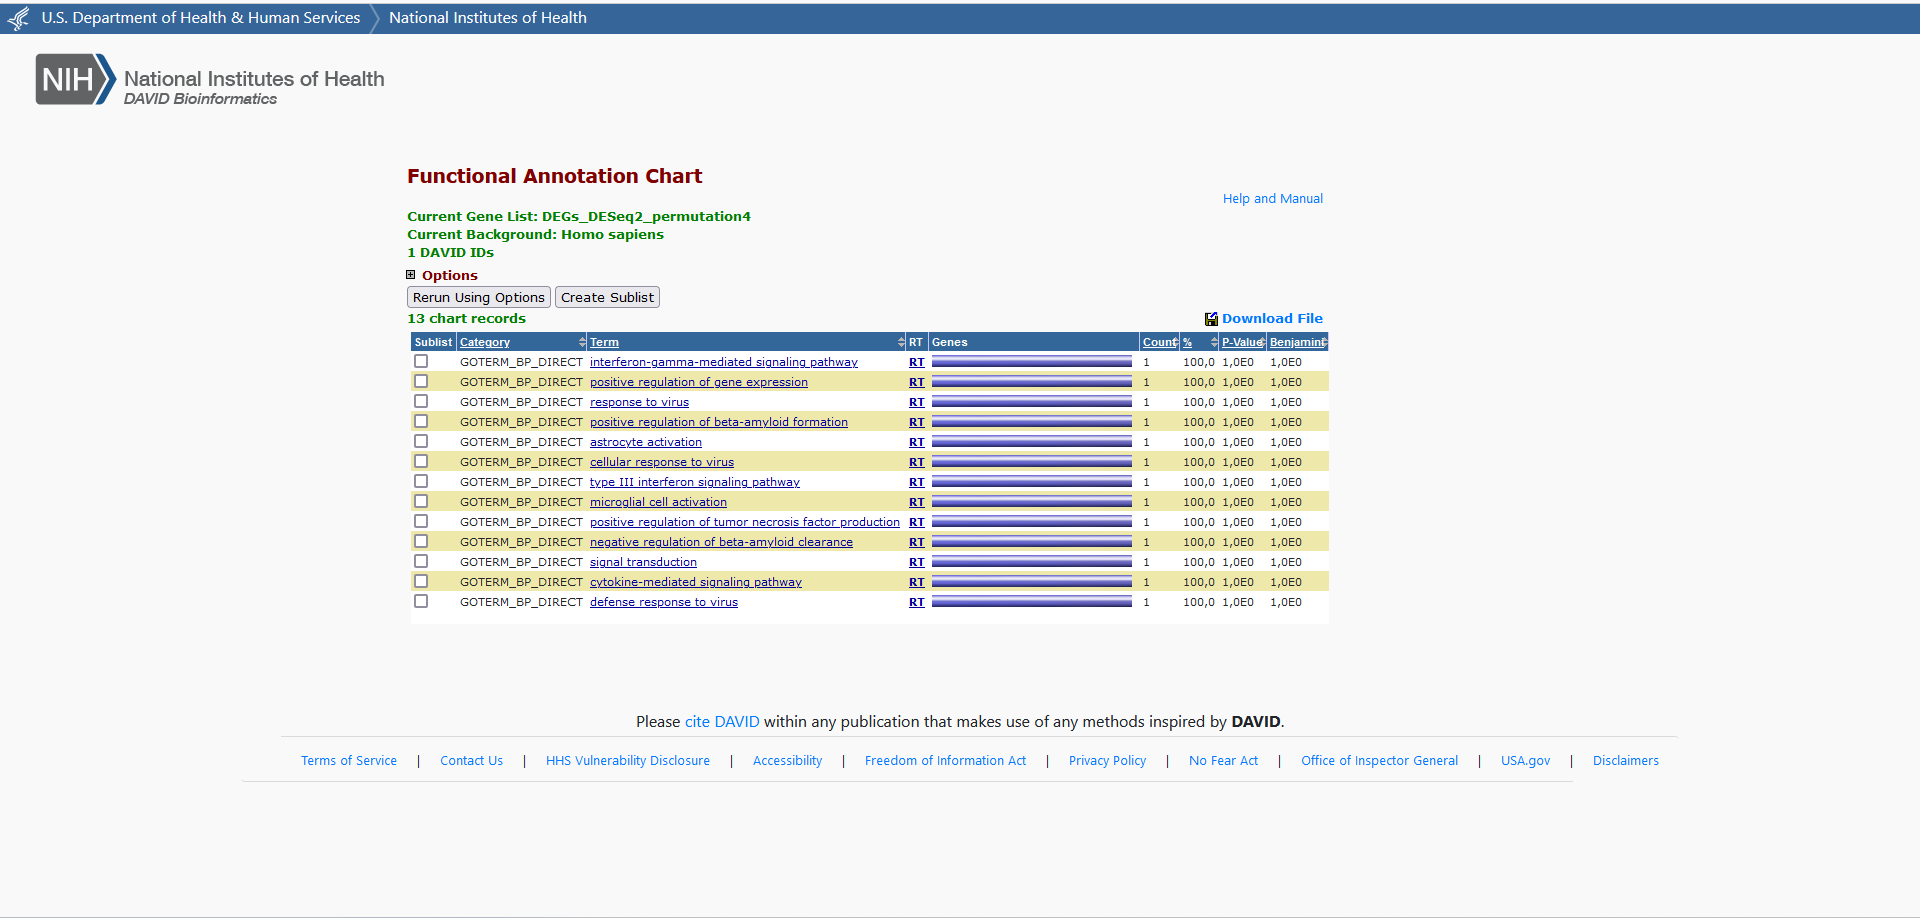 U.S. Department of Health & Human Services National Institutes of Health
NIH National Institutes of Health
DAVID Bioinformatics
Functional Annotation Chart
Help and Manual
Current Gene List: DEGs_DESeq2_permutation4
Current Background: Homo sapiens
1 DAVID IDs
Options
Rerun Using Options Create Sublist
13 chart records Download File
Sublist Category Term RT Genes Count % P-Value Benjamini
GOTERM_BP_DIRECT interferon-gamma-mediated signaling pathway RT 1 100,0 1,0E0 1,0E0
GOTERM_BP_DIRECT positive regulation of gene expression RT 1 100,0 1,0E0 1,0E0
GOTERM_BP_DIRECT response to virus RT 1 100,0 1,0E0 1,0E0
GOTERM_BP_DIRECT positive regulation of beta-amyloid formation RT 1 100,0 1,0E0 1,0E0
GOTERM_BP_DIRECT astrocyte activation RT 1 100,0 1,0E0 1,0E0
GOTERM_BP_DIRECT cellular response to virus RT 1 100,0 1,0E0 1,0E0
GOTERM_BP_DIRECT type III interferon signaling pathway RT 1 100,0 1,0E0 1,0E0
GOTERM_BP_DIRECT microglial cell activation RT 1 100,0 1,0E0 1,0E0
GOTERM_BP_DIRECT positive regulation of tumor necrosis factor production RT 1 100,0 1,0E0 1,0E0
GOTERM_BP_DIRECT negative regulation of beta-amyloid clearance RT 1 100,0 1,0E0 1,0E0
GOTERM_BP_DIRECT signal transduction RT 1 100,0 1,0E0 1,0E0
GOTERM_BP_DIRECT cytokine-mediated signaling pathway RT 1 100,0 1,0E0 1,0E0
GOTERM_BP_DIRECT defense response to virus RT 1 100,0 1,0E0 1,0E0
Please cite DAVID within any publication that makes use of any methods inspired by DAVID.
Terms of Service | Contact Us | HHS Vulnerability Disclosure | Accessibility | Freedom of Information Act | Privacy Policy | No Fear Act | Office of Inspector General | USA.gov | Disclaimers